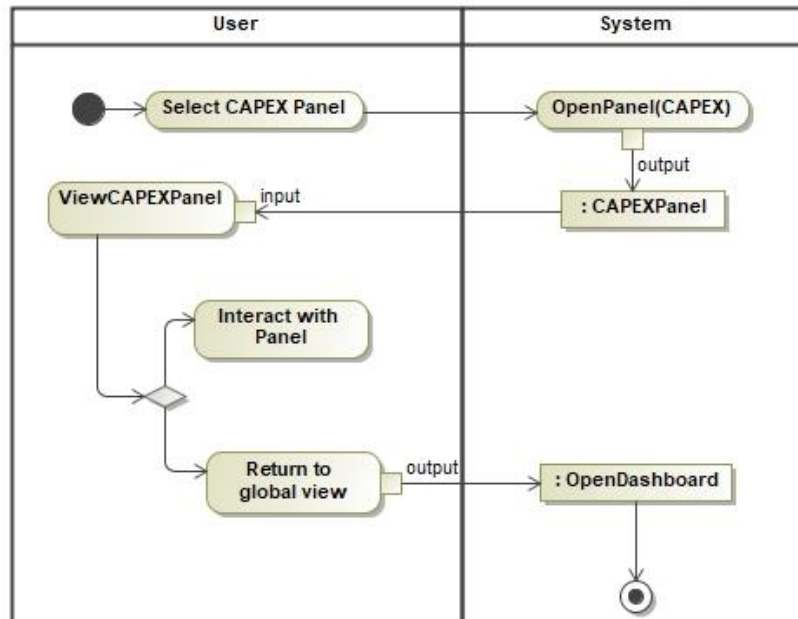 User
System
Select CAPEX Panel
OpenPanel(CAPEX)
output
ViewCAPEXPanel
input
: CAPEXPanel
Interact with
Panel
Return to
global view
output
: OpenDashboard